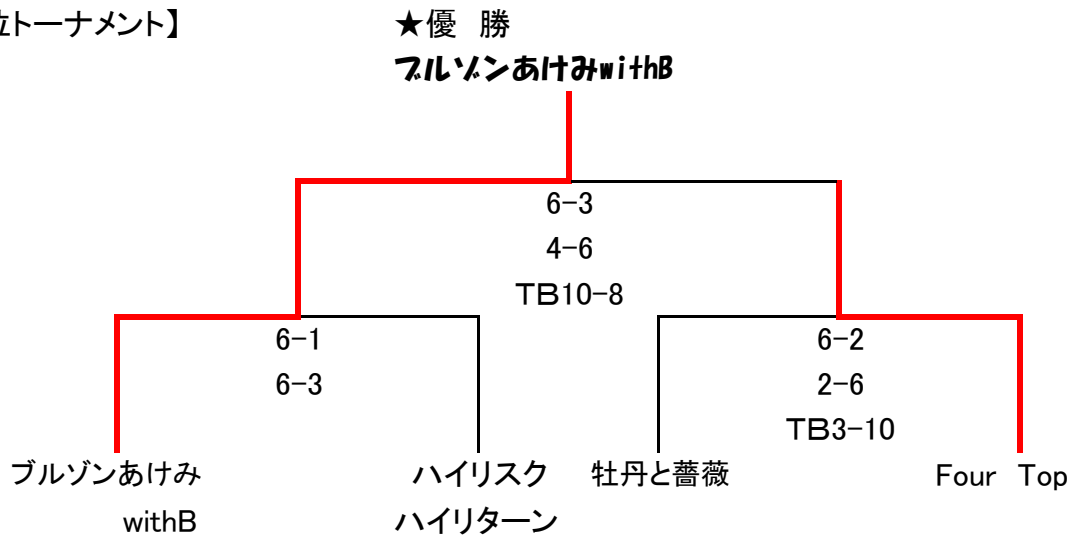 位トーナメント】
★優 勝
ブルゾンあけみwithB
6-3
4-6
TB10-8
6-1
6-3
6-2
2-6
TB3-10
ブルゾンあけみ
withB
ハイリスク
ハイリターン
牡丹と薔薇
Four Top